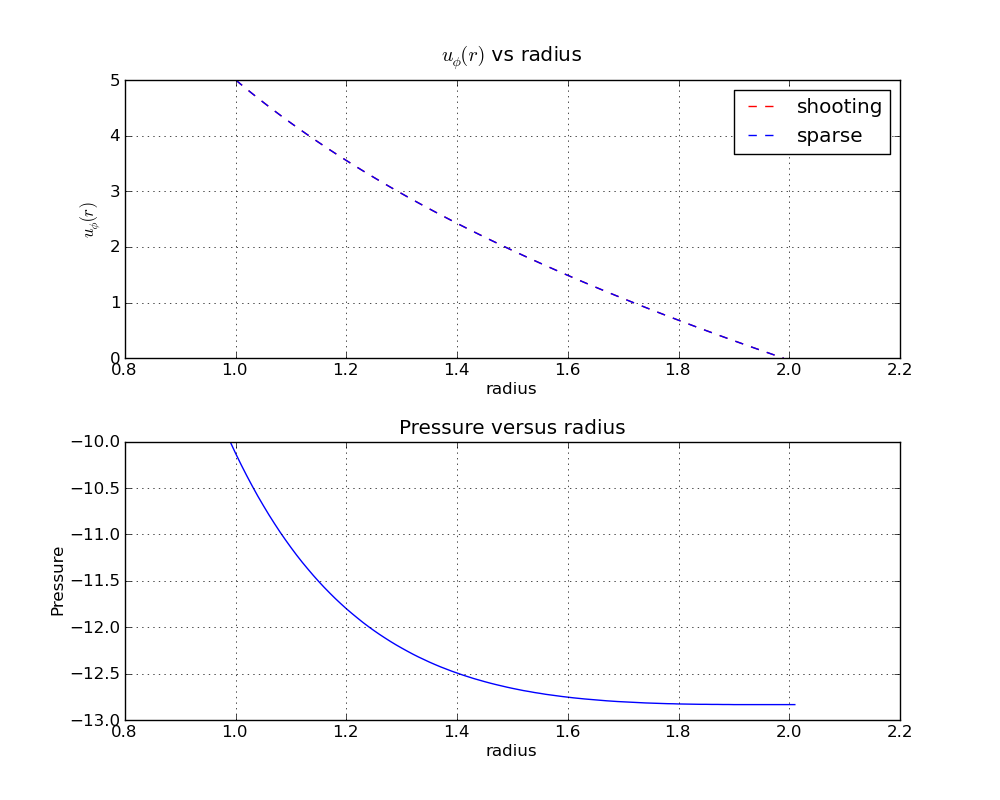 u_ϕ(r) vs radius
5
4
3
2
1
0
u_ϕ(r)
shooting
sparse
0.8 1.0 1.2 1.4 1.6 1.8 2.0 2.2
radius
Pressure versus radius
−10.0
−10.5
−11.0
−11.5
−12.0
−12.5
−13.0
Pressure
0.8 1.0 1.2 1.4 1.6 1.8 2.0 2.2
radius